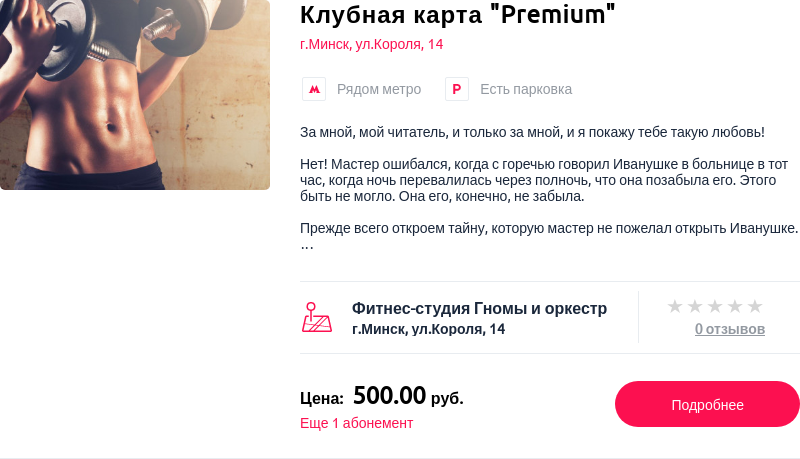 Клубная карта "Premium"
г.Минск, ул.Короля, 14
М Рядом метро P Есть парковка
За мной, мой читатель, и только за мной, и я покажу тебе такую любовь!
Нет! Мастер ошибался, когда с горечью говорил Иванушке в больнице в тот
час, когда ночь перевалилась через полночь, что она позабыла его. Этого
быть не могло. Она его, конечно, не забыла.
Прежде всего откроем тайну, которую мастер не пожелал открыть Иванушке.
...
Фитнес-студия Гномы и оркестр
г.Минск, ул.Короля, 14
0 отзывов
Цена: 500.00 руб.
Еще 1 абонемент
Подробнее